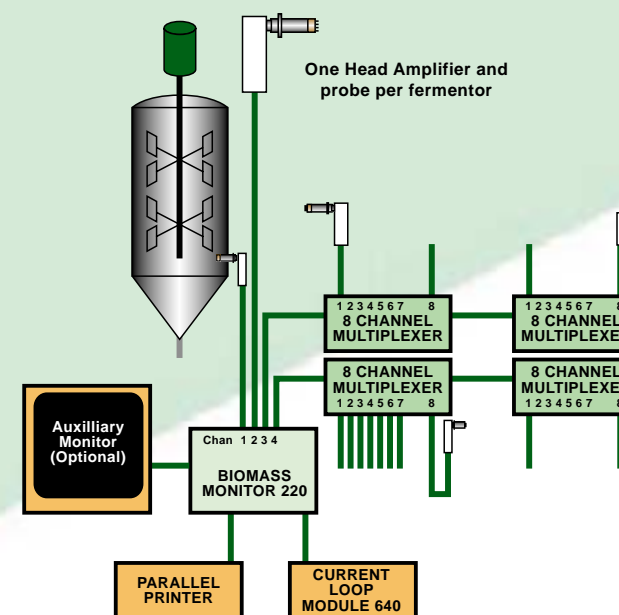 One Head Amplifier and
probe per fermentor
1 2 3 4 5 6 7 8
8 CHANNEL
MULTIPLEXER
1 2 3 4 5 6 7
8 CHANNEL
8 CHANNEL
MULTIPLEXER
1 2 3 4 5 6 7 8
8 CHANNEL
1 2 3 4 5 6 7
Auxilliary
Monitor
(Optional)
Chan 1 2 3 4
BIOMASS
MONITOR 220
PARALLEL
PRINTER
CURRENT
LOOP
MODULE 640